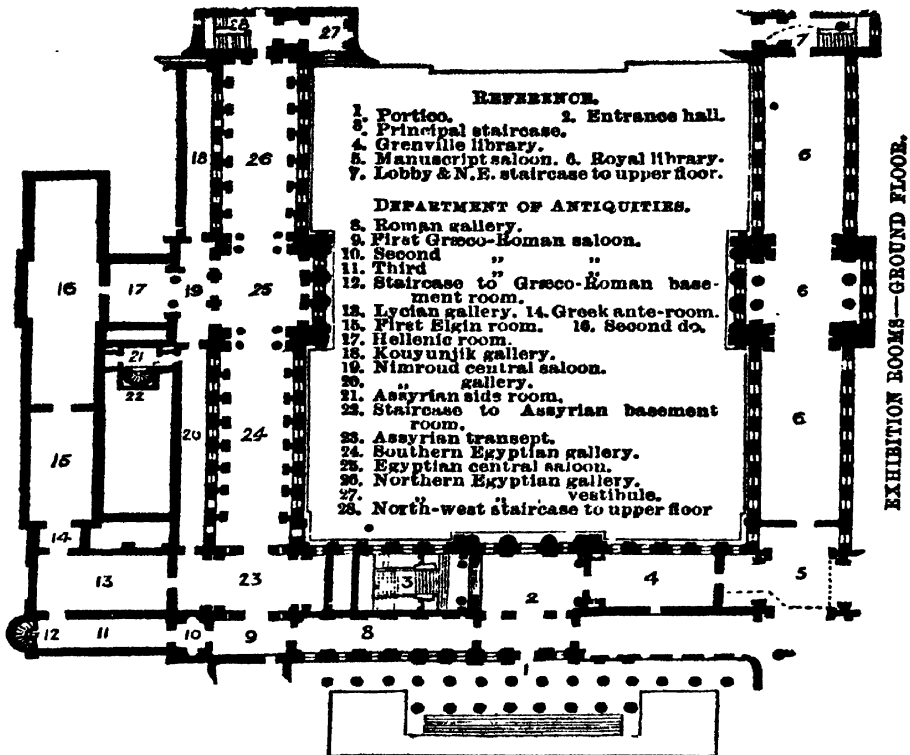 REFERENCE.
1. Portico. 2. Entrance hall.
3. Principal staircase.
4. Grenville library.
5. Manuscript saloon. 6. Royal library.
7. Lobby & N.E. staircase to upper floor.
DEPARTMENT OF ANTIQUITIES.
8. Roman gallery.
9. First Græco-Roman saloon.
10. Second „ „
11. Third „ „
12. Staircase to Græco-Roman base-
ment room.
13. Lycian gallery. 14. Greek ante-room.
15. First Elgin room. 16. Second do.
17. Hellenic room.
18. Kouyunjik gallery.
19. Nimroud central saloon.
20. „ gallery.
21. Assyrian side room.
22. Staircase to Assyrian basement
room.
23. Assyrian transept.
24. Southern Egyptian gallery.
25. Egyptian central saloon.
26. Northern Egyptian gallery.
27. „ „ vestibule.
28. North-west staircase to upper floor
EXHIBITION ROOMS—GROUND FLOOR.
28
27
7
18
26
6
16
17
19
25
6
21
22
20
24
6
15
14
13
23
3
2
4
5
12
11
10
9
8
1